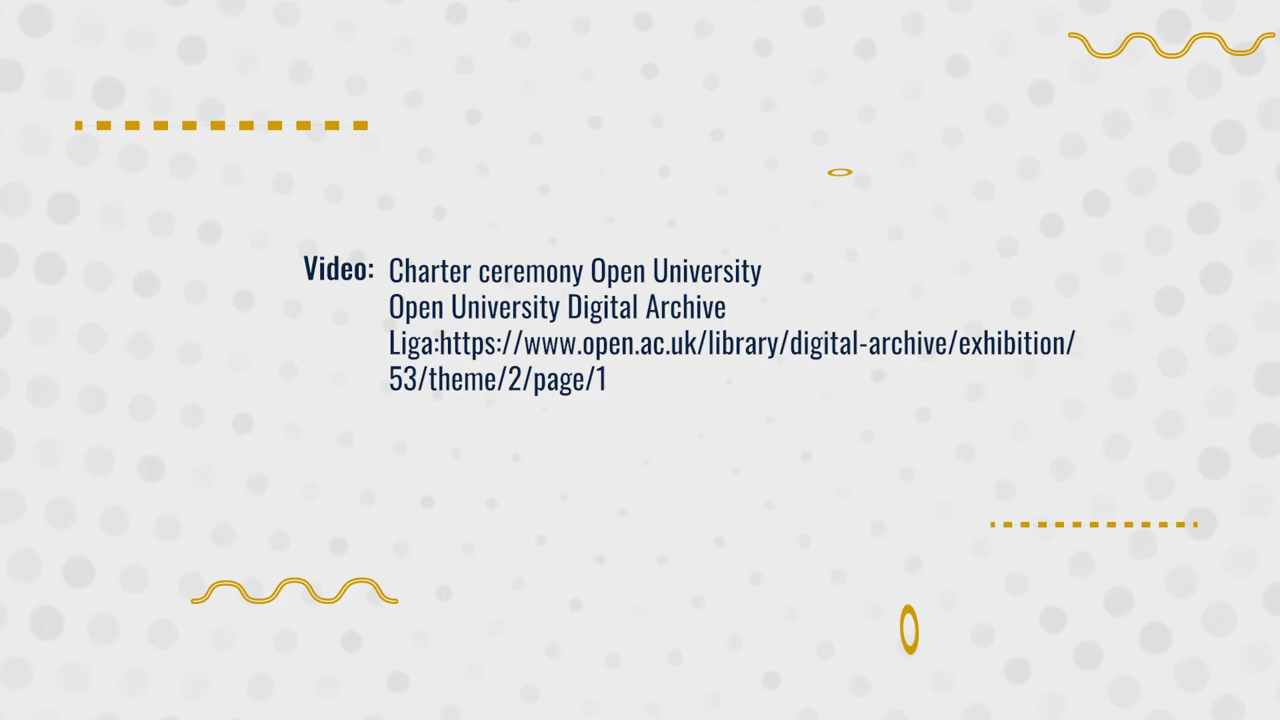 Video: Charter ceremony Open University
Open University Digital Archive
Liga:https://www.open.ac.uk/library/digital-archive/exhibition/
53/theme/2/page/1